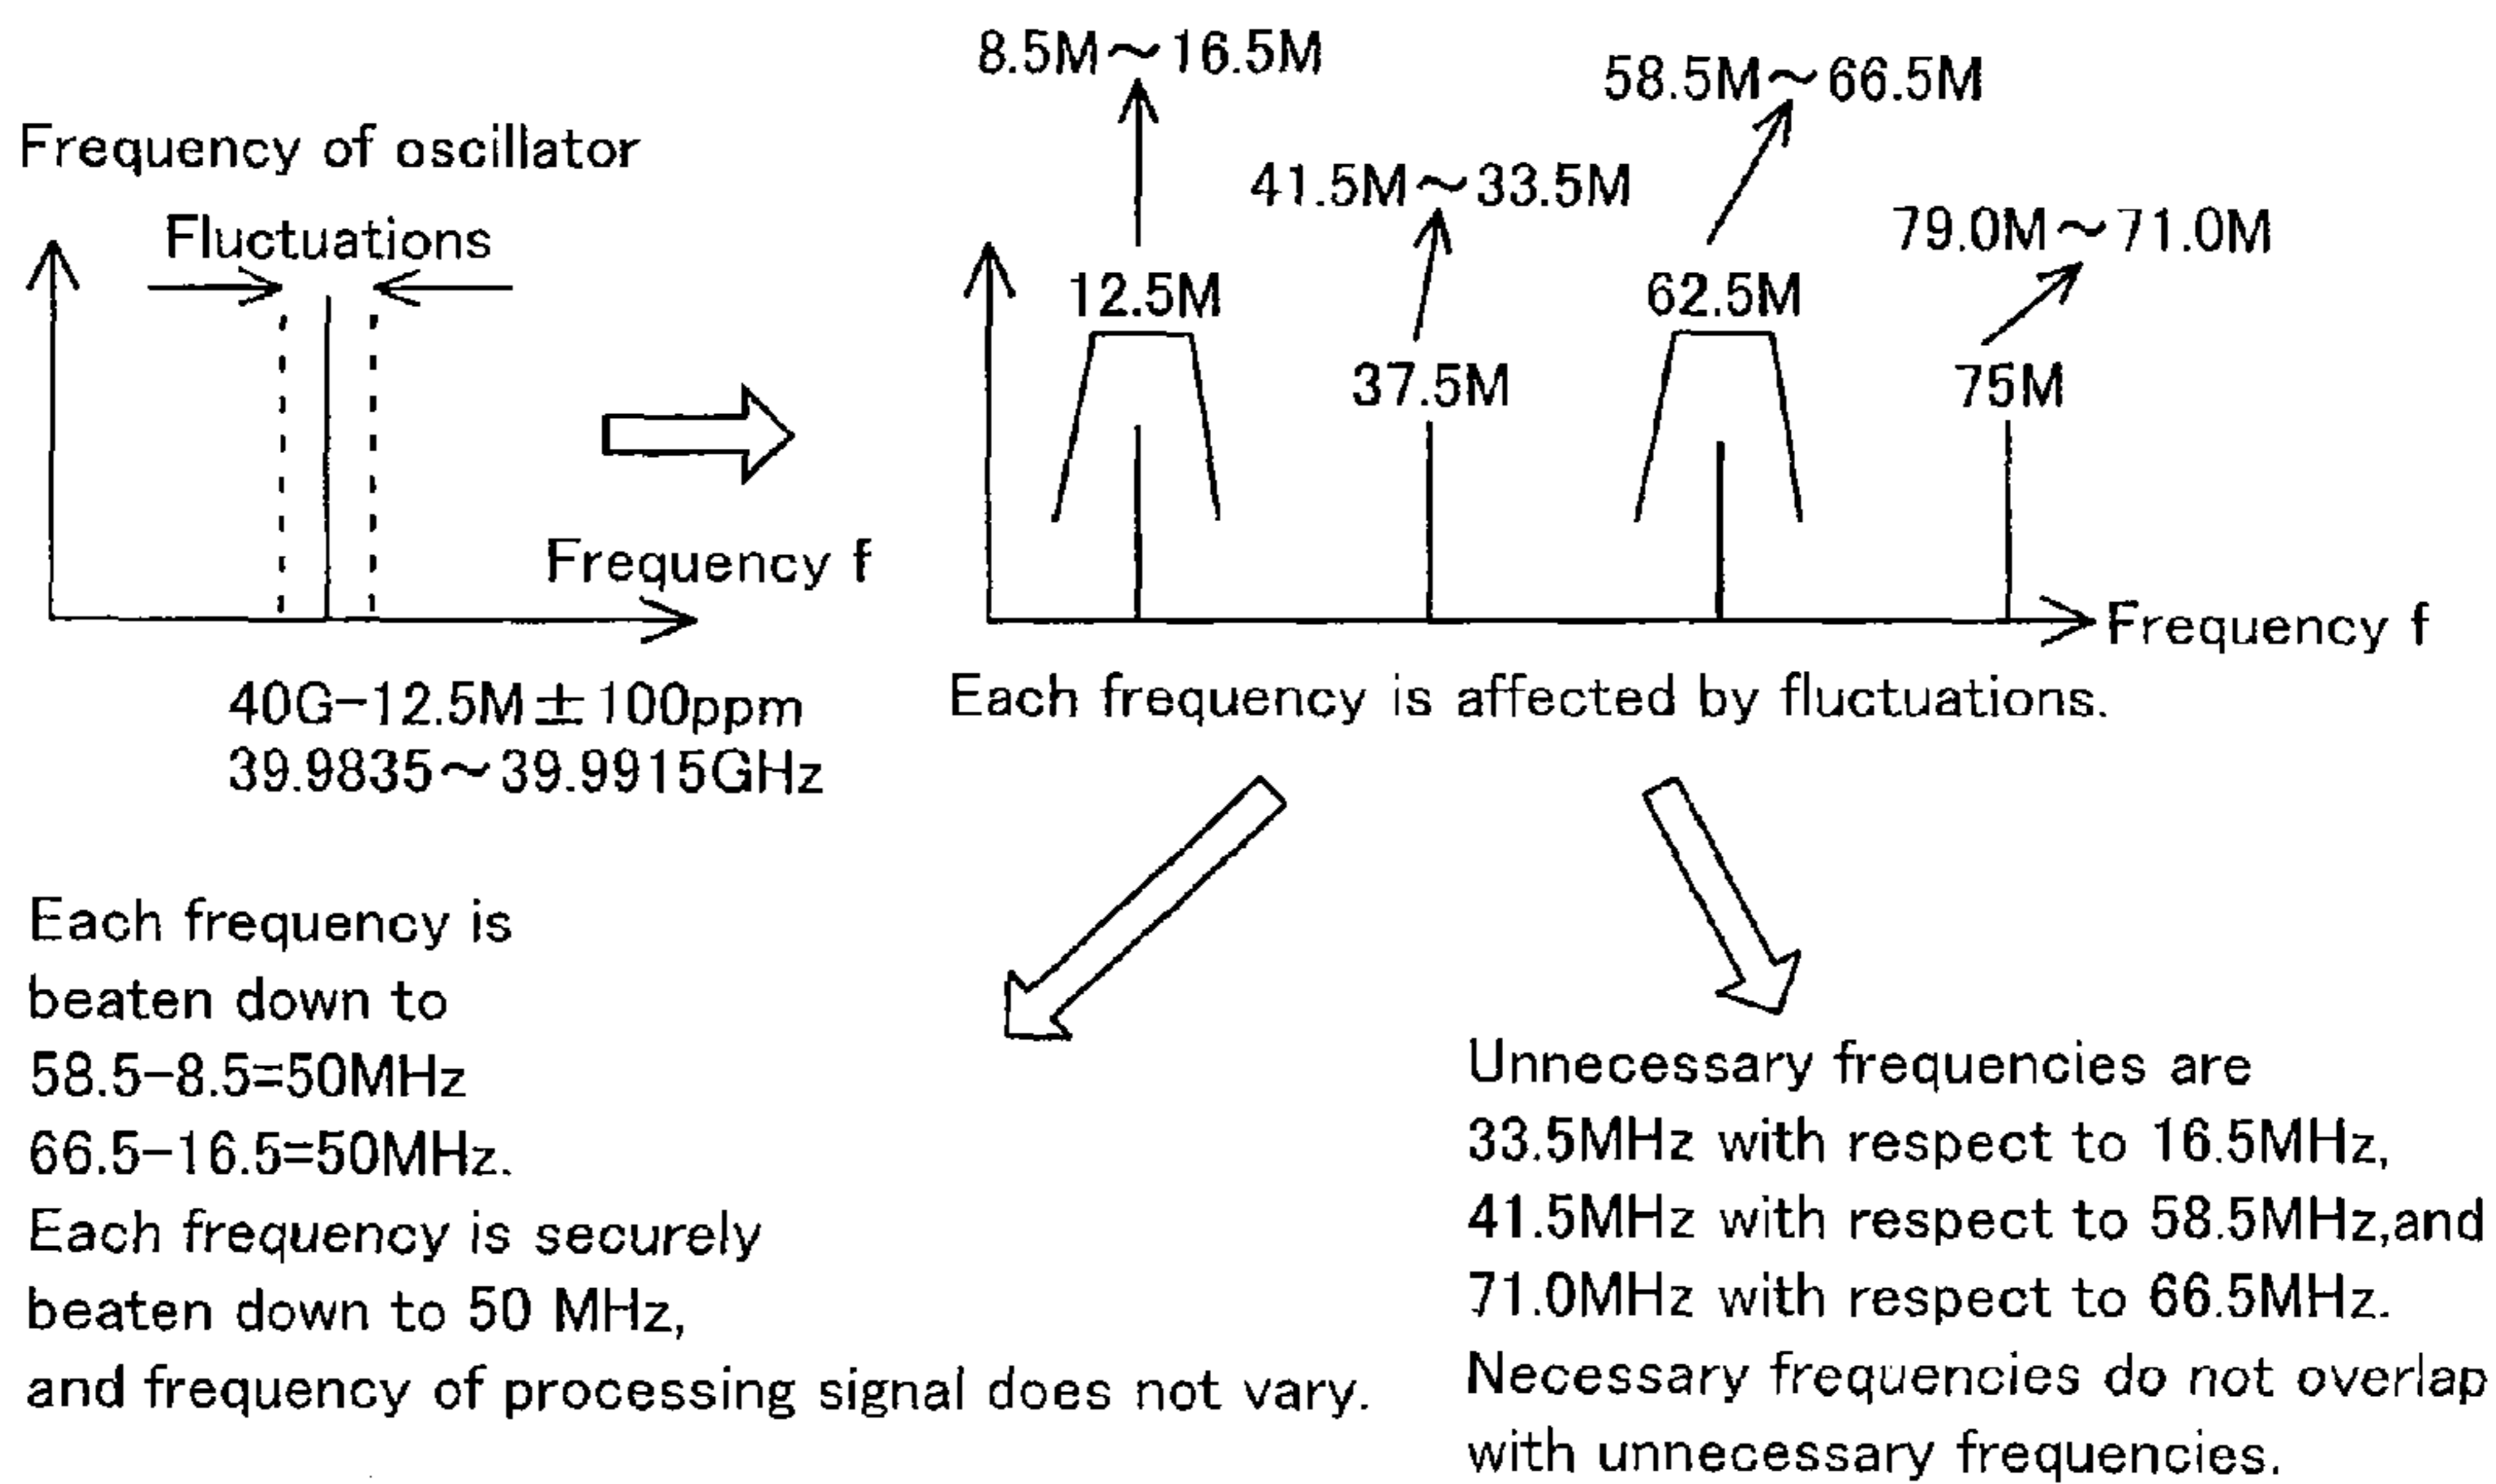 Frequency of oscillator
Fluctuations
Frequency f
40G−12.5M±100ppm
39.9835～39.9915GHz
8.5M～16.5M
58.5M～66.5M
41.5M～33.5M
79.0M～71.0M
12.5M
62.5M
37.5M
75M
Frequency f
Each frequency is affected by fluctuations.
Each frequency is
beaten down to
58.5−8.5=50MHz
66.5−16.5=50MHz.
Each frequency is securely
beaten down to 50 MHz,
and frequency of processing signal does not vary.
Unnecessary frequencies are
33.5MHz with respect to 16.5MHz,
41.5MHz with respect to 58.5MHz,and
71.0MHz with respect to 66.5MHz.
Necessary frequencies do not overlap
with unnecessary frequencies.